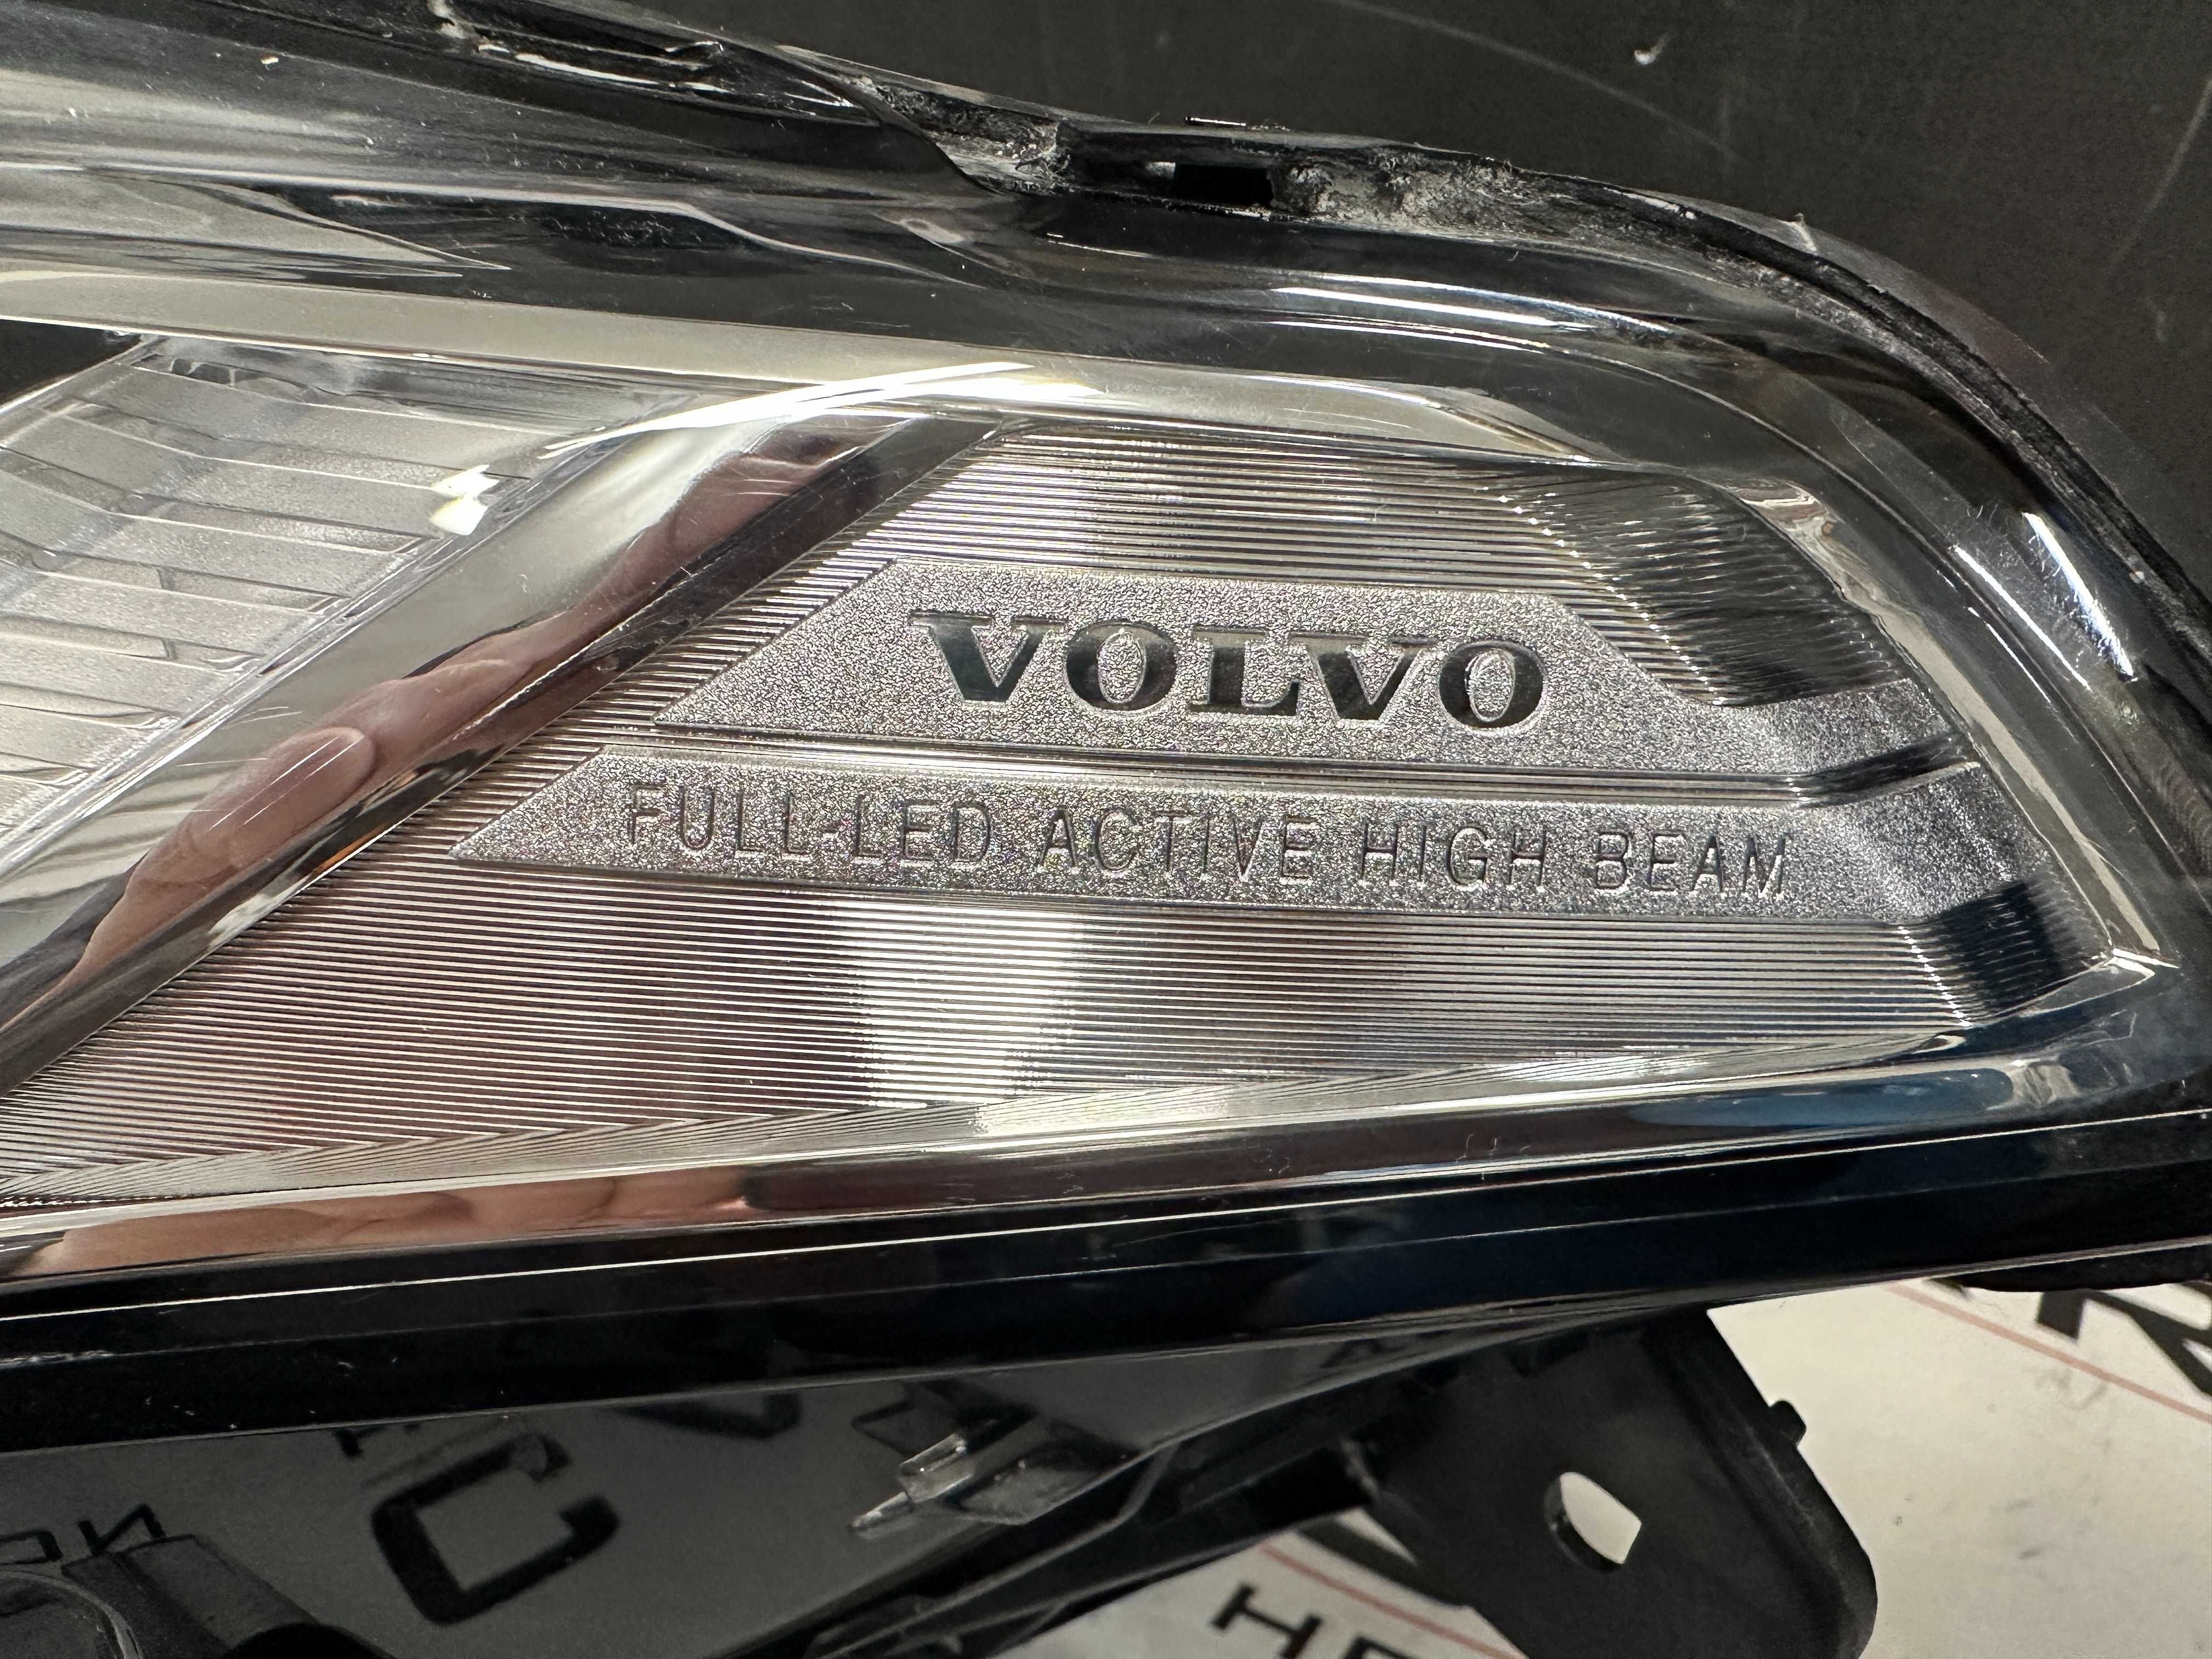 VOLVO
FULL-LED ACTIVE HIGH BEAM
C